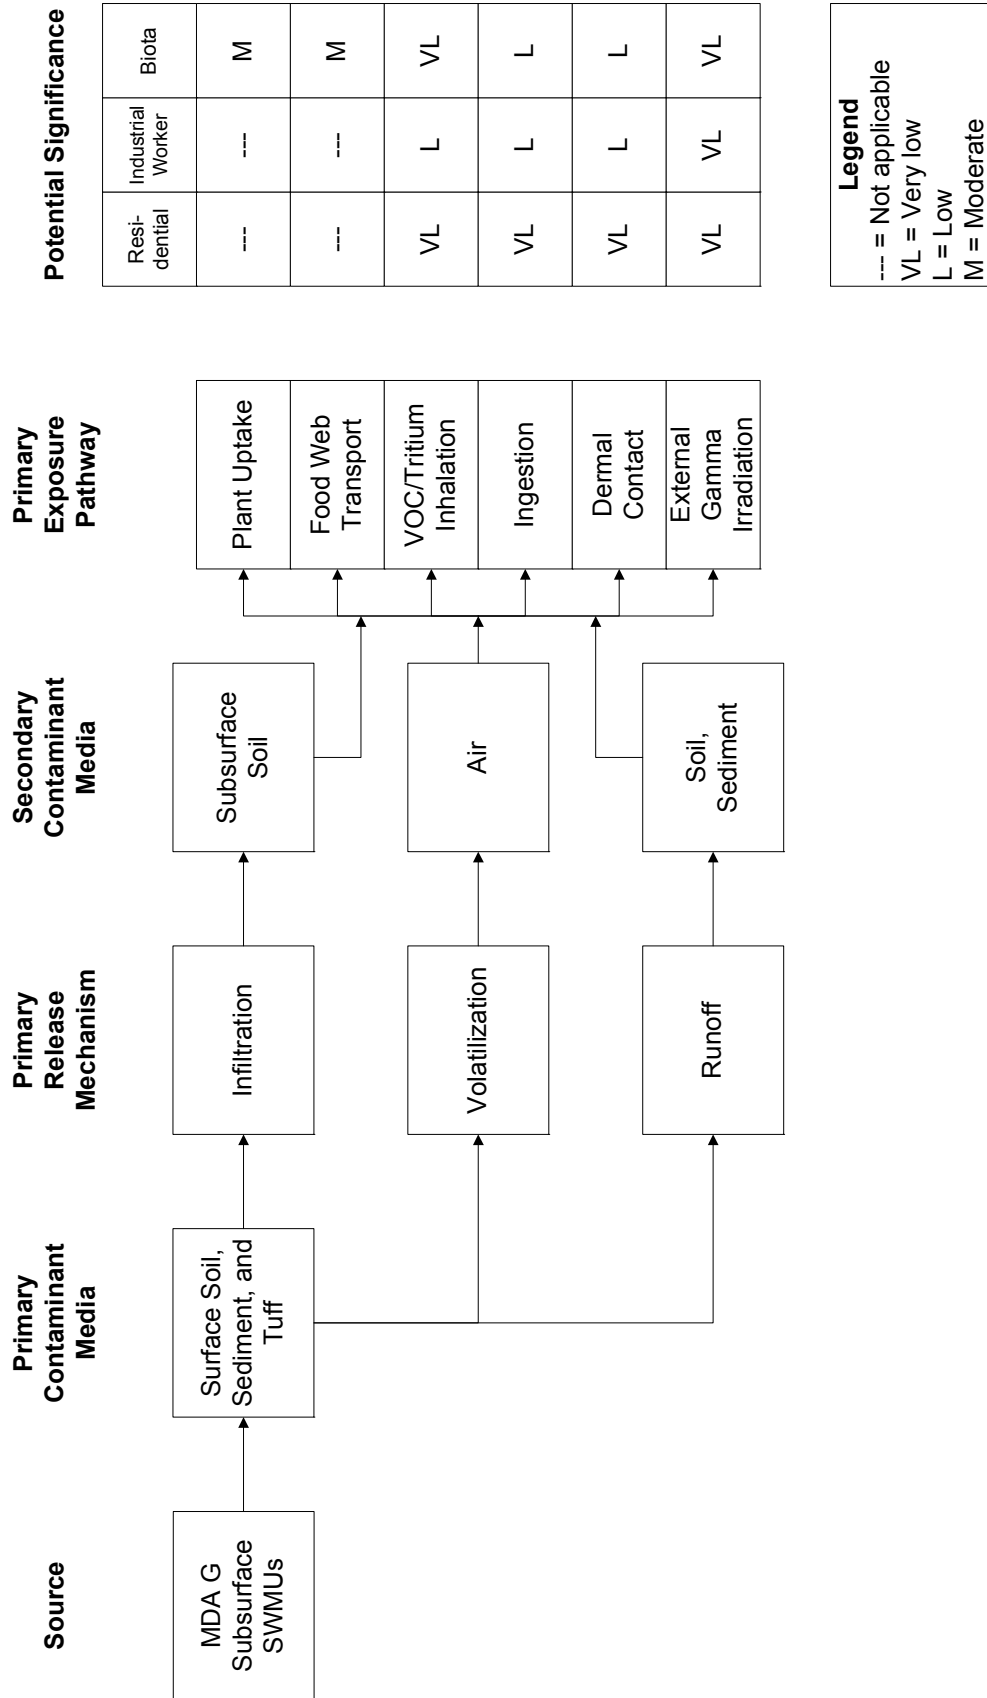 Source
Primary
Contaminant
Media
Primary
Release
Mechanism
Secondary
Contaminant
Media
Primary
Exposure
Pathway
Potential Significance
MDA G
Subsurface
SWMUs
Surface Soil,
Sediment, and
Tuff
Infiltration
Volatilization
Runoff
Subsurface
Soil
Air
Soil,
Sediment
Plant Uptake
Food Web
Transport
VOC/Tritium
Inhalation
Ingestion
Dermal
Contact
External
Gamma
Irradiation
Resi-
dential
Industrial
Worker
Biota
--- --- M
--- --- M
VL L VL
VL L L
VL L L
VL VL VL
Legend
--- = Not applicable
VL = Very low
L = Low
M = Moderate